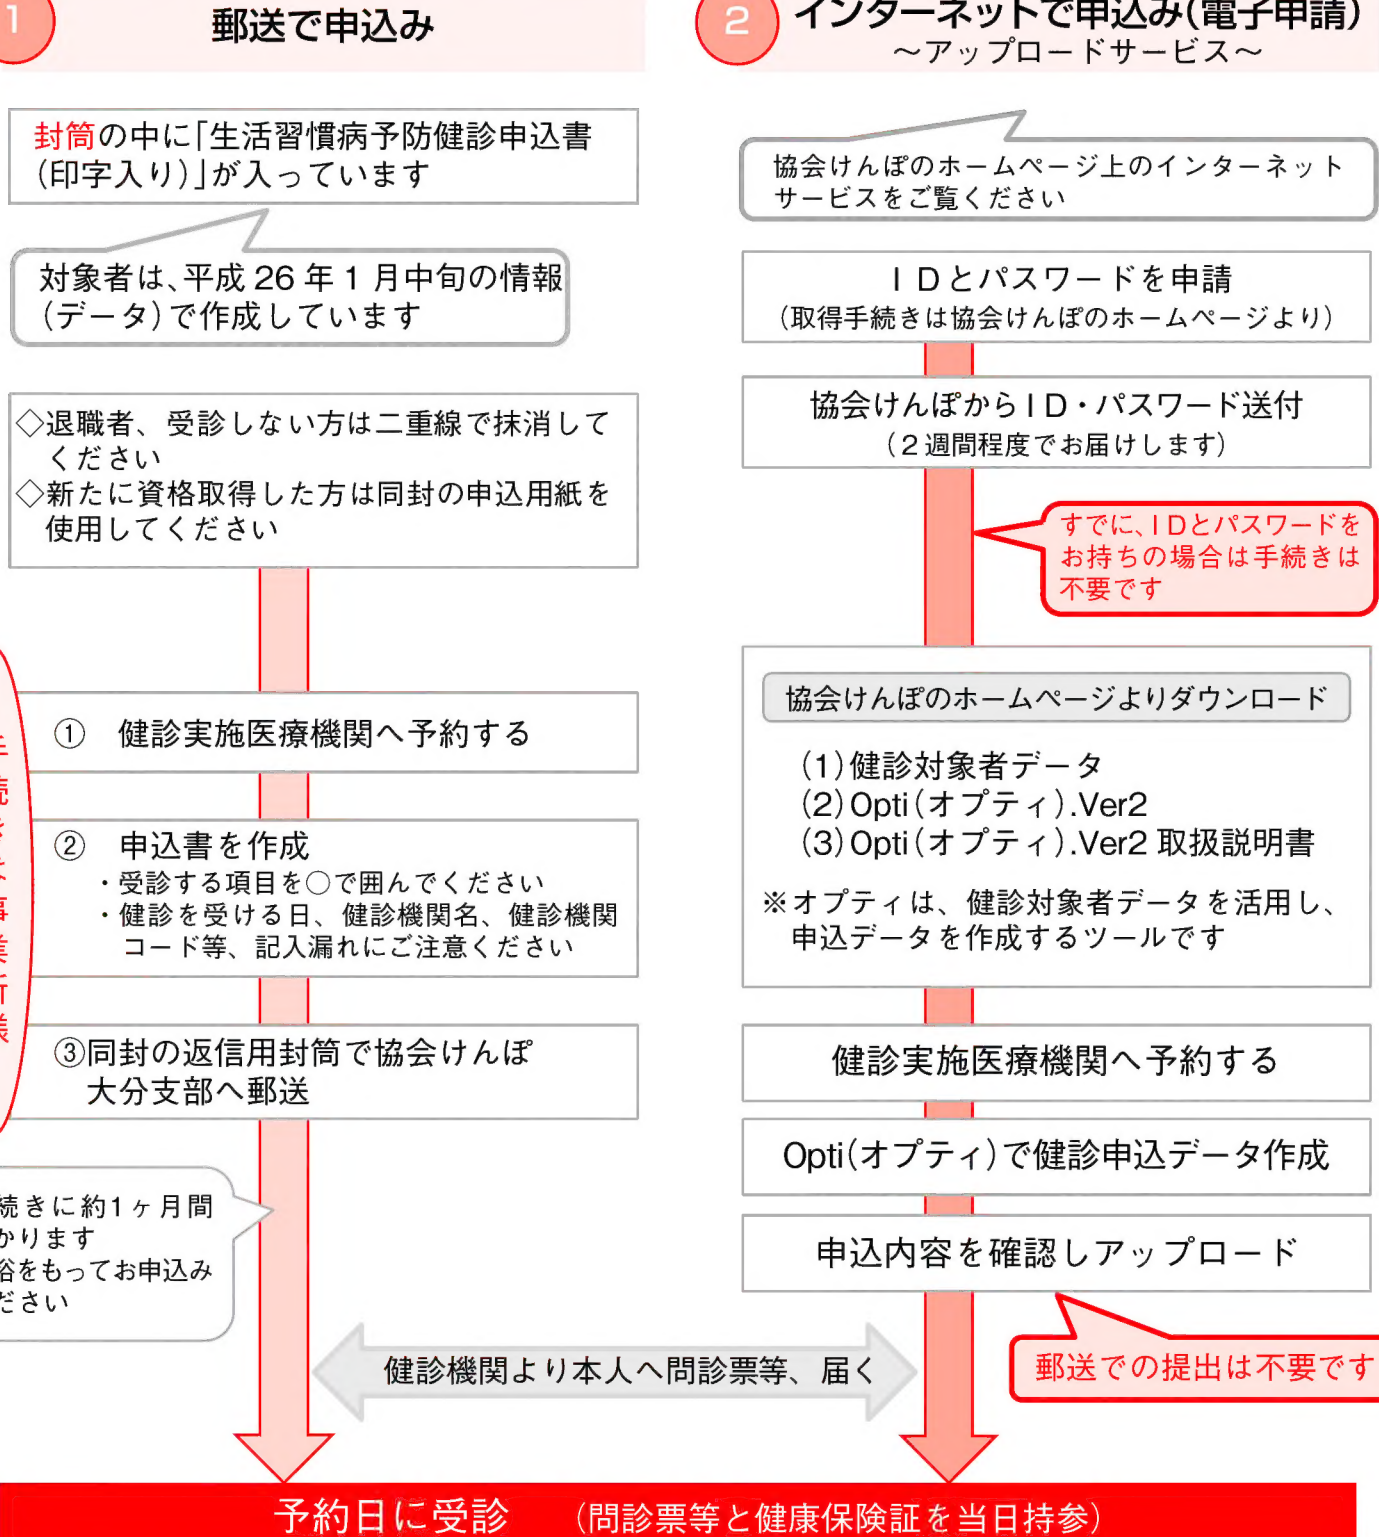 1
郵送で申込み
封筒の中に「生活習慣病予防健診申込書
(印字入り)」が入っています
対象者は、平成 26 年 1 月中旬の情報
(データ)で作成しています
◇退職者、受診しない方は二重線で抹消して
ください
◇新たに資格取得した方は同封の申込用紙を
使用してください
① 健診実施医療機関へ予約する
② 申込書を作成
・受診する項目を○で囲んでください
・健診を受ける日、健診機関名、健診機関
コード等、記入漏れにご注意ください
③同封の返信用封筒で協会けんぽ
大分支部へ郵送
続きに約1ヶ月間
かります
をもってお申込み
ださい
2
インターネットで申込み(電子申請)
～アップロードサービス～
協会けんぽのホームページ上のインターネット
サービスをご覧ください
IDとパスワードを申請
(取得手続きは協会けんぽのホームページより)
協会けんぽからID・パスワード送付
(2週間程度でお届けします)
すでに、IDとパスワードを
お持ちの場合は手続きは
不要です
協会けんぽのホームページよりダウンロード
(1)健診対象者データ
(2)Opti(オプティ).Ver2
(3)Opti(オプティ).Ver2 取扱説明書
※オプティは、健診対象者データを活用し、
申込データを作成するツールです
健診実施医療機関へ予約する
Opti(オプティ)で健診申込データ作成
申込内容を確認しアップロード
郵送での提出は不要です
健診機関より本人へ問診票等、届く
予約日に受診 (問診票等と健康保険証を当日持参)